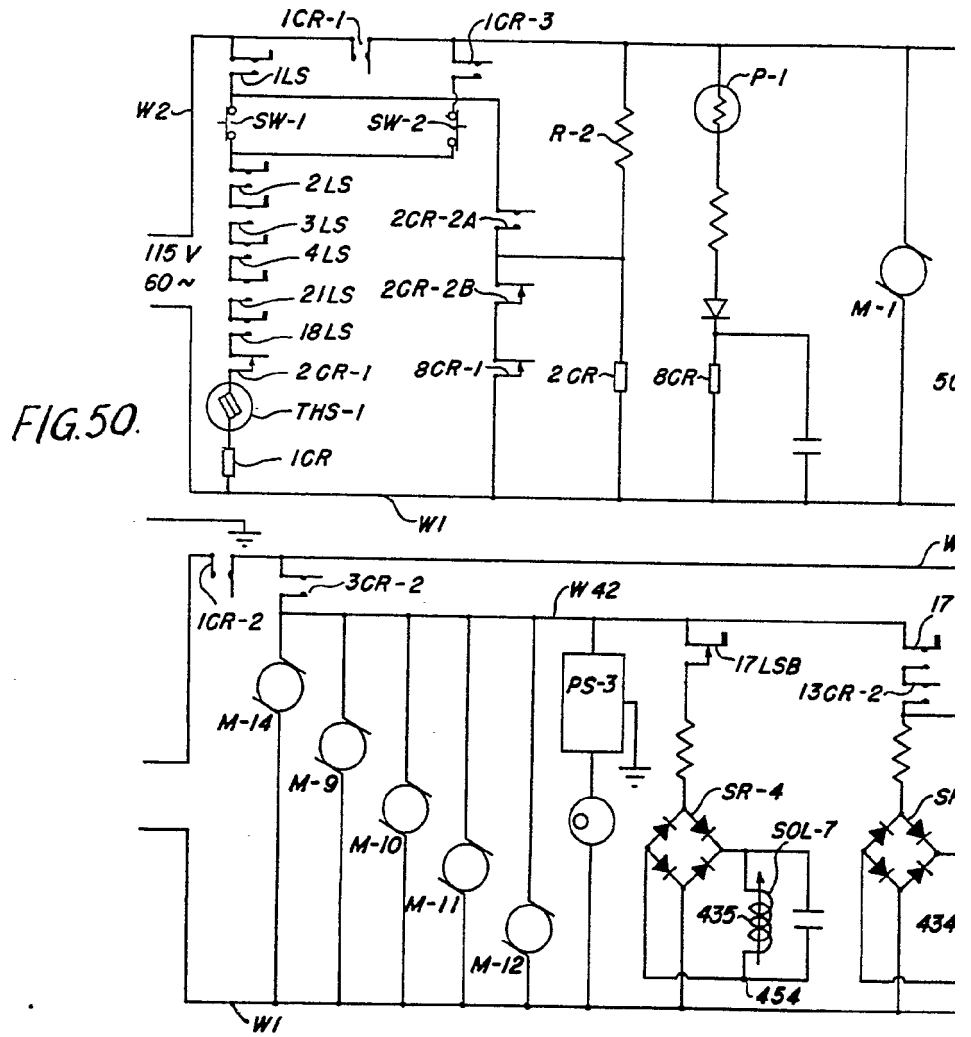 1CR-1
1CR-3
1LS
P-1
W2
SW-1
SW-2
R-2
2LS
3LS
2CR-2A
115 V
4LS
60~
21LS
2CR-2B
M-1
18LS
2CR-1
8CR-1
2CR
8CR
50
THS-1
FIG. 50.
1CR
W1
W
3CR-2
W42
1CR-2
17
17LSB
PS-3
13CR-2
M-14
M-9
SR-4
SR
M-10
SOL-7
M-11
435
434
M-12
454
W1